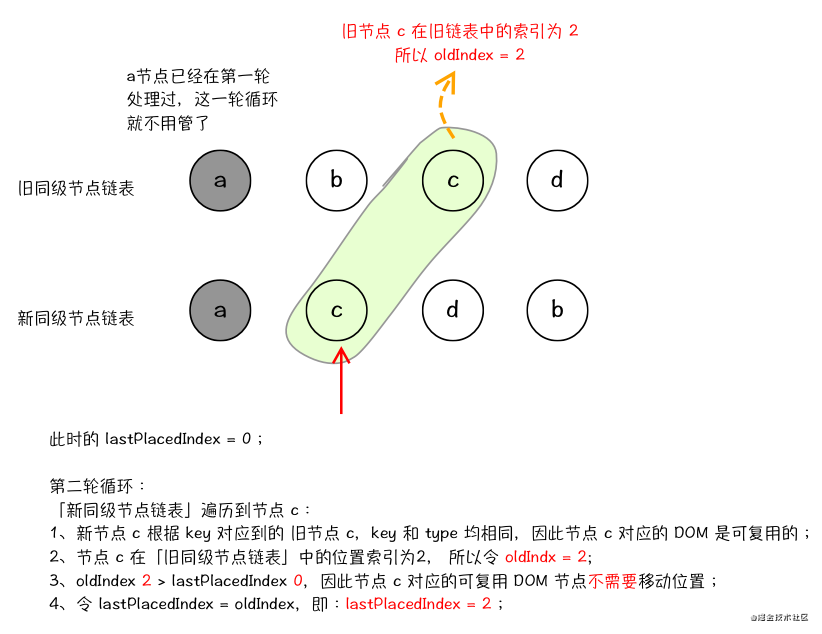 旧节点 c 在旧链表中的索引为 2
所以 oldIndex = 2
a节点已经在第一轮
处理过，这一轮循环
就不用管了
旧同级节点链表
a
b
c
d
新同级节点链表
a
c
d
b
此时的 lastPlacedIndex = 0；
第二轮循环：
「新同级节点链表」遍历到节点 c：
1、新节点 c 根据 key 对应到的 旧节点 c，key 和 type 均相同，因此节点 c 对应的 DOM 是可复用的；
2、节点 c 在「旧同级节点链表」中的位置索引为2， 所以令 oldIndx = 2;
3、oldIndex 2 > lastPlacedIndex 0，因此节点 c 对应的可复用 DOM 节点不需要移动位置；
4、令 lastPlacedIndex = oldIndex，即：lastPlacedIndex = 2；
@掘金技术社区